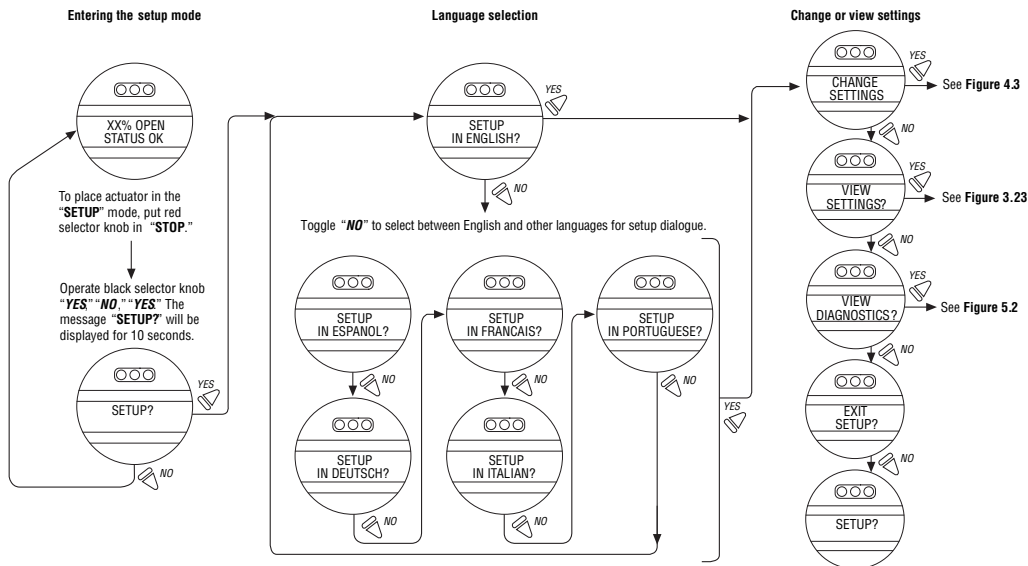 Entering the setup mode
XX% OPEN
STATUS OK
To place actuator in the
“SETUP” mode, put red
selector knob in “STOP.”
Operate black selector knob
“YES,” “NO,” “YES.” The
message “SETUP?” will be
displayed for 10 seconds.
SETUP?
YES
NO
Language selection
SETUP
IN ENGLISH?
YES
NO
Toggle “NO” to select between English and other languages for setup dialogue.
SETUP
IN ESPANOL?
NO
SETUP
IN DEUTSCH?
NO
SETUP
IN FRANCAIS?
NO
SETUP
IN ITALIAN?
NO
SETUP
IN PORTUGUESE?
NO
YES
Change or view settings
CHANGE
SETTINGS
YES
See Figure 4.3
NO
VIEW
SETTINGS?
YES
See Figure 3.23
NO
VIEW
DIAGNOSTICS?
YES
See Figure 5.2
NO
EXIT
SETUP?
NO
SETUP?